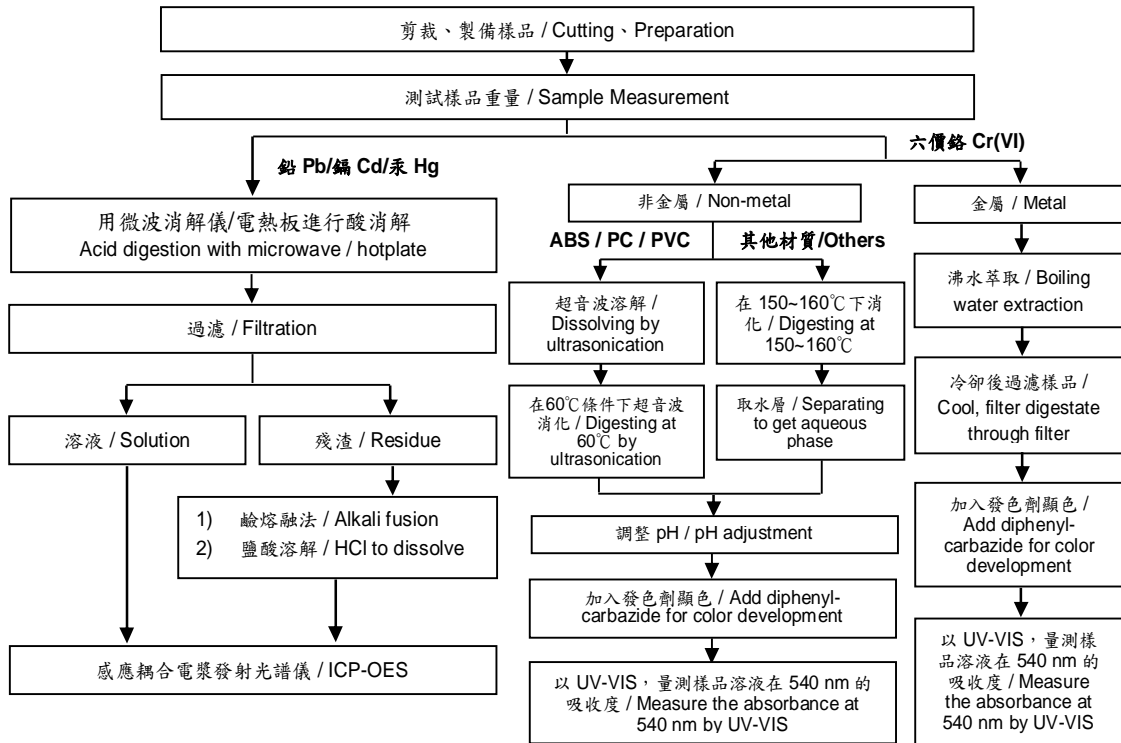 剪裁、製備樣品 / Cutting、Preparation
測試樣品重量 / Sample Measurement
鉛 Pb/鎘 Cd/汞 Hg
六價鉻 Cr(VI)
用微波消解儀/電熱板進行酸消解
Acid digestion with microwave / hotplate
過濾 / Filtration
溶液 / Solution
殘渣 / Residue
1) 鹼熔融法 / Alkali fusion
2) 鹽酸溶解 / HCl to dissolve
感應耦合電漿發射光譜儀 / ICP-OES
非金屬 / Non-metal
ABS / PC / PVC
其他材質/Others
超音波溶解 /
Dissolving by
ultrasonication
在60℃條件下超音波
消化 / Digesting at
60℃ by
ultrasonication
在 150~160℃下消
化 / Digesting at
150~160℃
取水層 / Separating
to get aqueous
phase
調整 pH / pH adjustment
加入發色劑顯色 / Add diphenyl-
carbazide for color development
以 UV-VIS，量測樣品溶液在 540 nm 的
吸收度 / Measure the absorbance at
540 nm by UV-VIS
金屬 / Metal
沸水萃取 / Boiling
water extraction
冷卻後過濾樣品 /
Cool, filter digestate
through filter
加入發色劑顯色 /
Add diphenyl-
carbazide for color
development
以 UV-VIS，量測樣
品溶液在 540 nm 的
吸收度 / Measure
the absorbance at
540 nm by UV-VIS